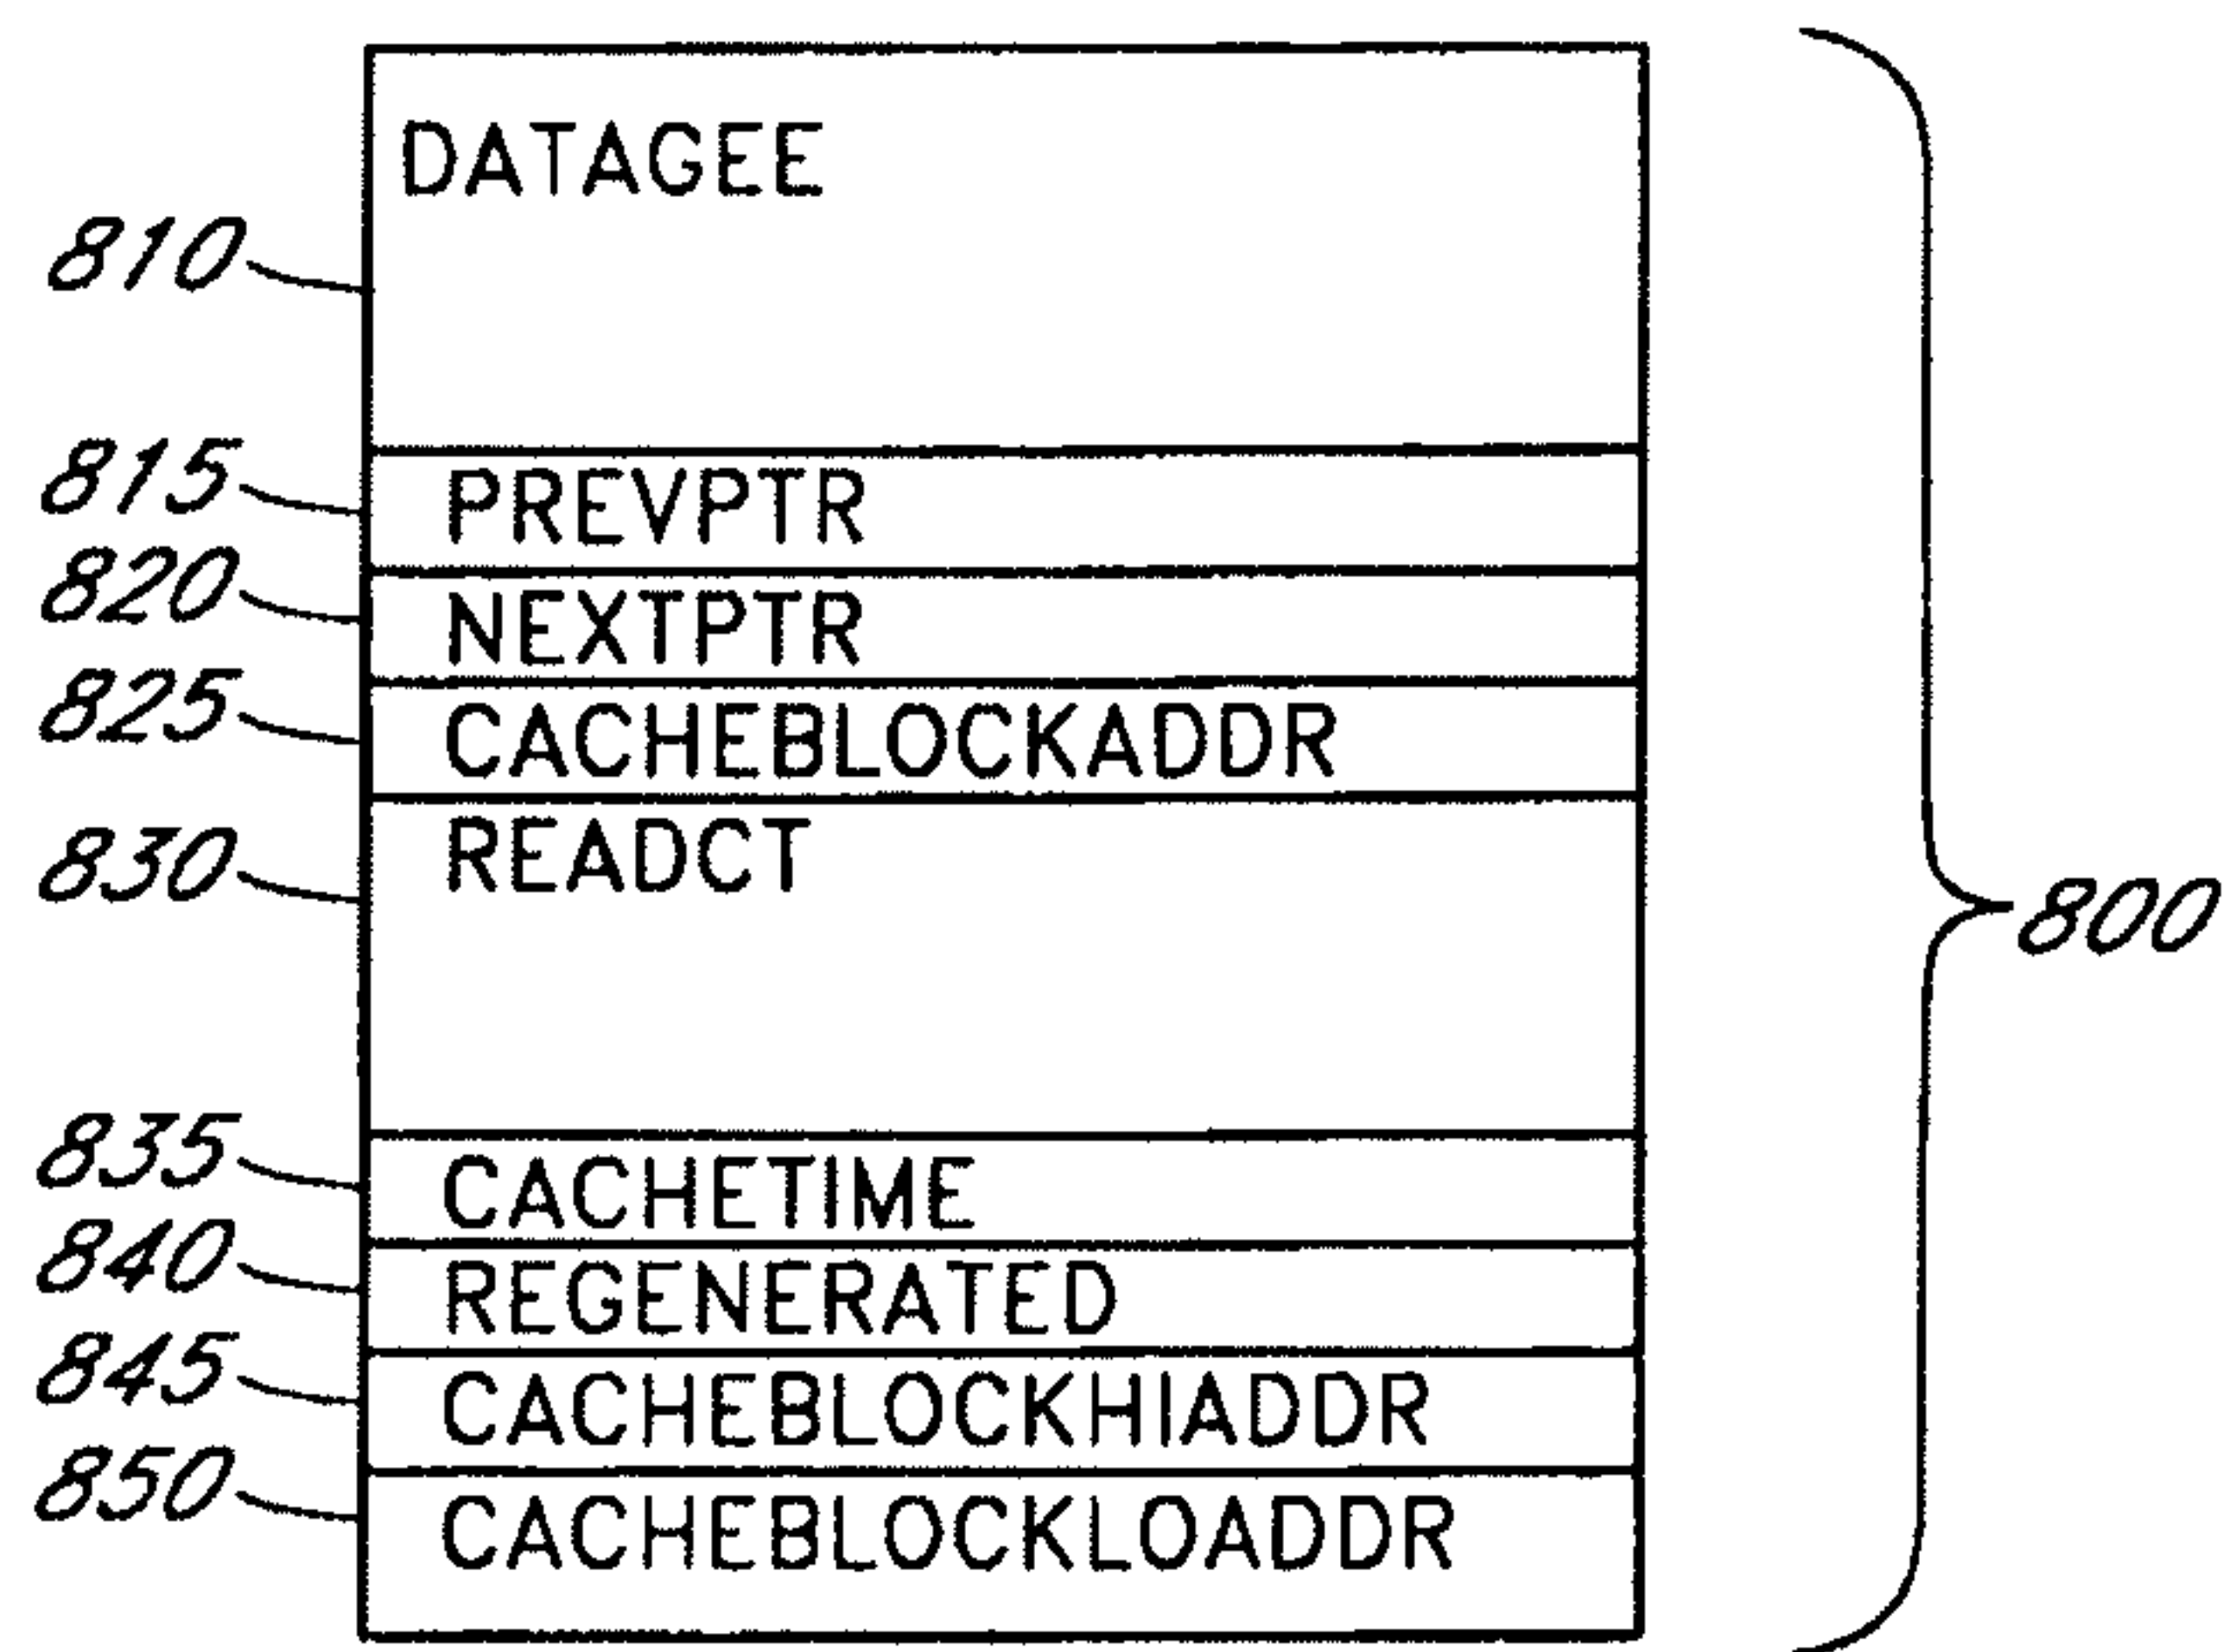 DATAGEE
810
815 PREVPTR
820 NEXTPTR
825 CACHEBLOCKADDR
830 READCT
800
835 CACHETIME
840 REGENERATED
845 CACHEBLOCKHIADDR
850 CACHEBLOCKLOADDR